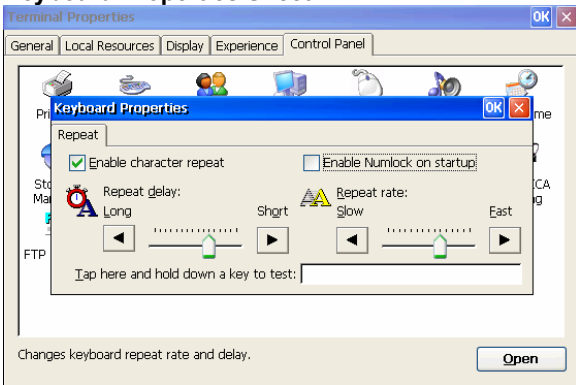 Terminal Properties OK
General Local Resources Display Experience Control Panel
Keyboard Properties OK
Repeat
Enable character repeat
Enable Numlock on startup
Repeat delay:
Long Short
Repeat rate:
Slow Fast
FTP
Tap here and hold down a key to test:
Changes keyboard repeat rate and delay.
Open